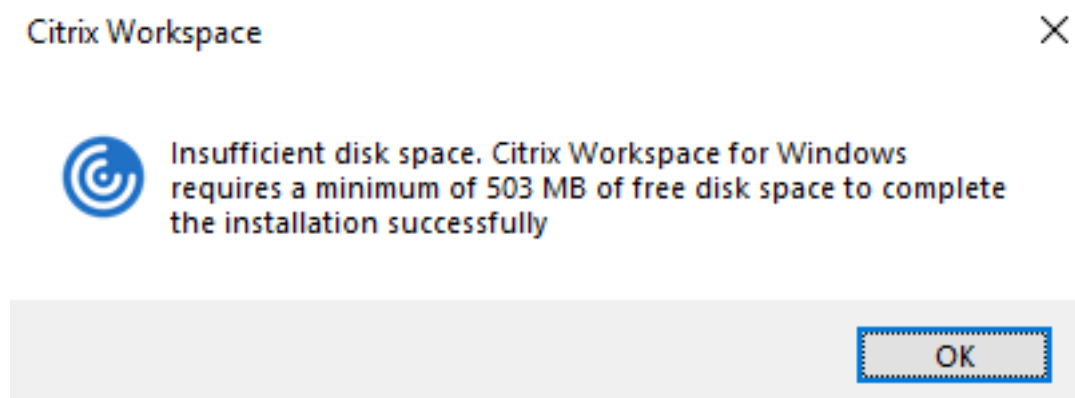 Citrix Workspace
Insufficient disk space. Citrix Workspace for Windows
requires a minimum of 503 MB of free disk space to complete
the installation successfully
OK